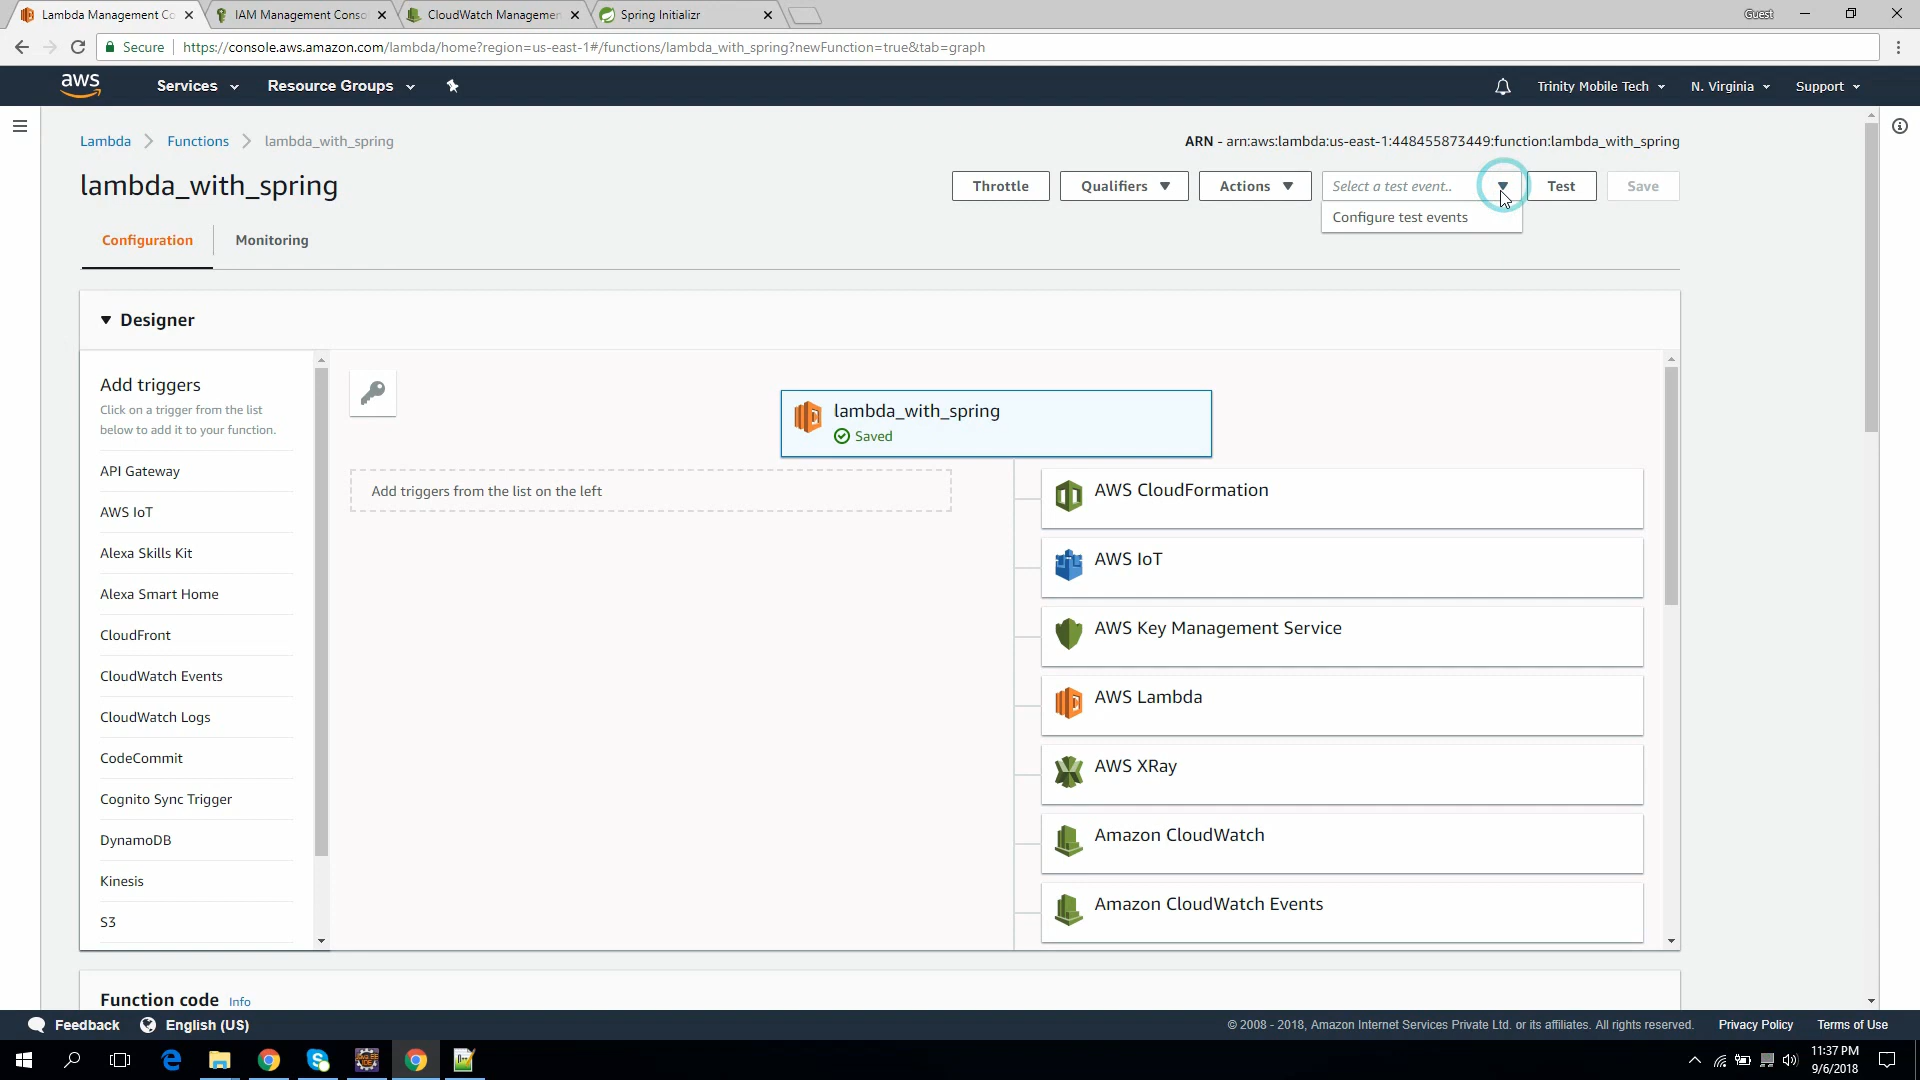 Lambda Management Co
IAM Management Conso
CloudWatch Managemen
Spring Initializr
Guest
Secure
https://console.aws.amazon.com/lambda/home?region=us-east-1#/functions/lambda_with_spring?newFunction=true&tab=graph
aws
Services
Resource Groups
Trinity Mobile Tech
N. Virginia
Support
Lambda
Functions
lambda_with_spring
ARN - arn:aws:lambda:us-east-1:448455873449:function:lambda_with_spring
lambda_with_spring
Throttle
Qualifiers
Actions
Select a test event..
Test
Save
Configure test events
Configuration
Monitoring
Designer
Add triggers
Click on a trigger from the list
below to add it to your function.
API Gateway
AWS IoT
Alexa Skills Kit
Alexa Smart Home
CloudFront
CloudWatch Events
CloudWatch Logs
CodeCommit
Cognito Sync Trigger
DynamoDB
Kinesis
S3
lambda_with_spring
Saved
Add triggers from the list on the left
AWS CloudFormation
AWS IoT
AWS Key Management Service
AWS Lambda
AWS XRay
Amazon CloudWatch
Amazon CloudWatch Events
Function code Info
Feedback
English (US)
© 2008 - 2018, Amazon Internet Services Private Ltd. or its affiliates. All rights reserved.
Privacy Policy
Terms of Use
11:37 PM
9/6/2018